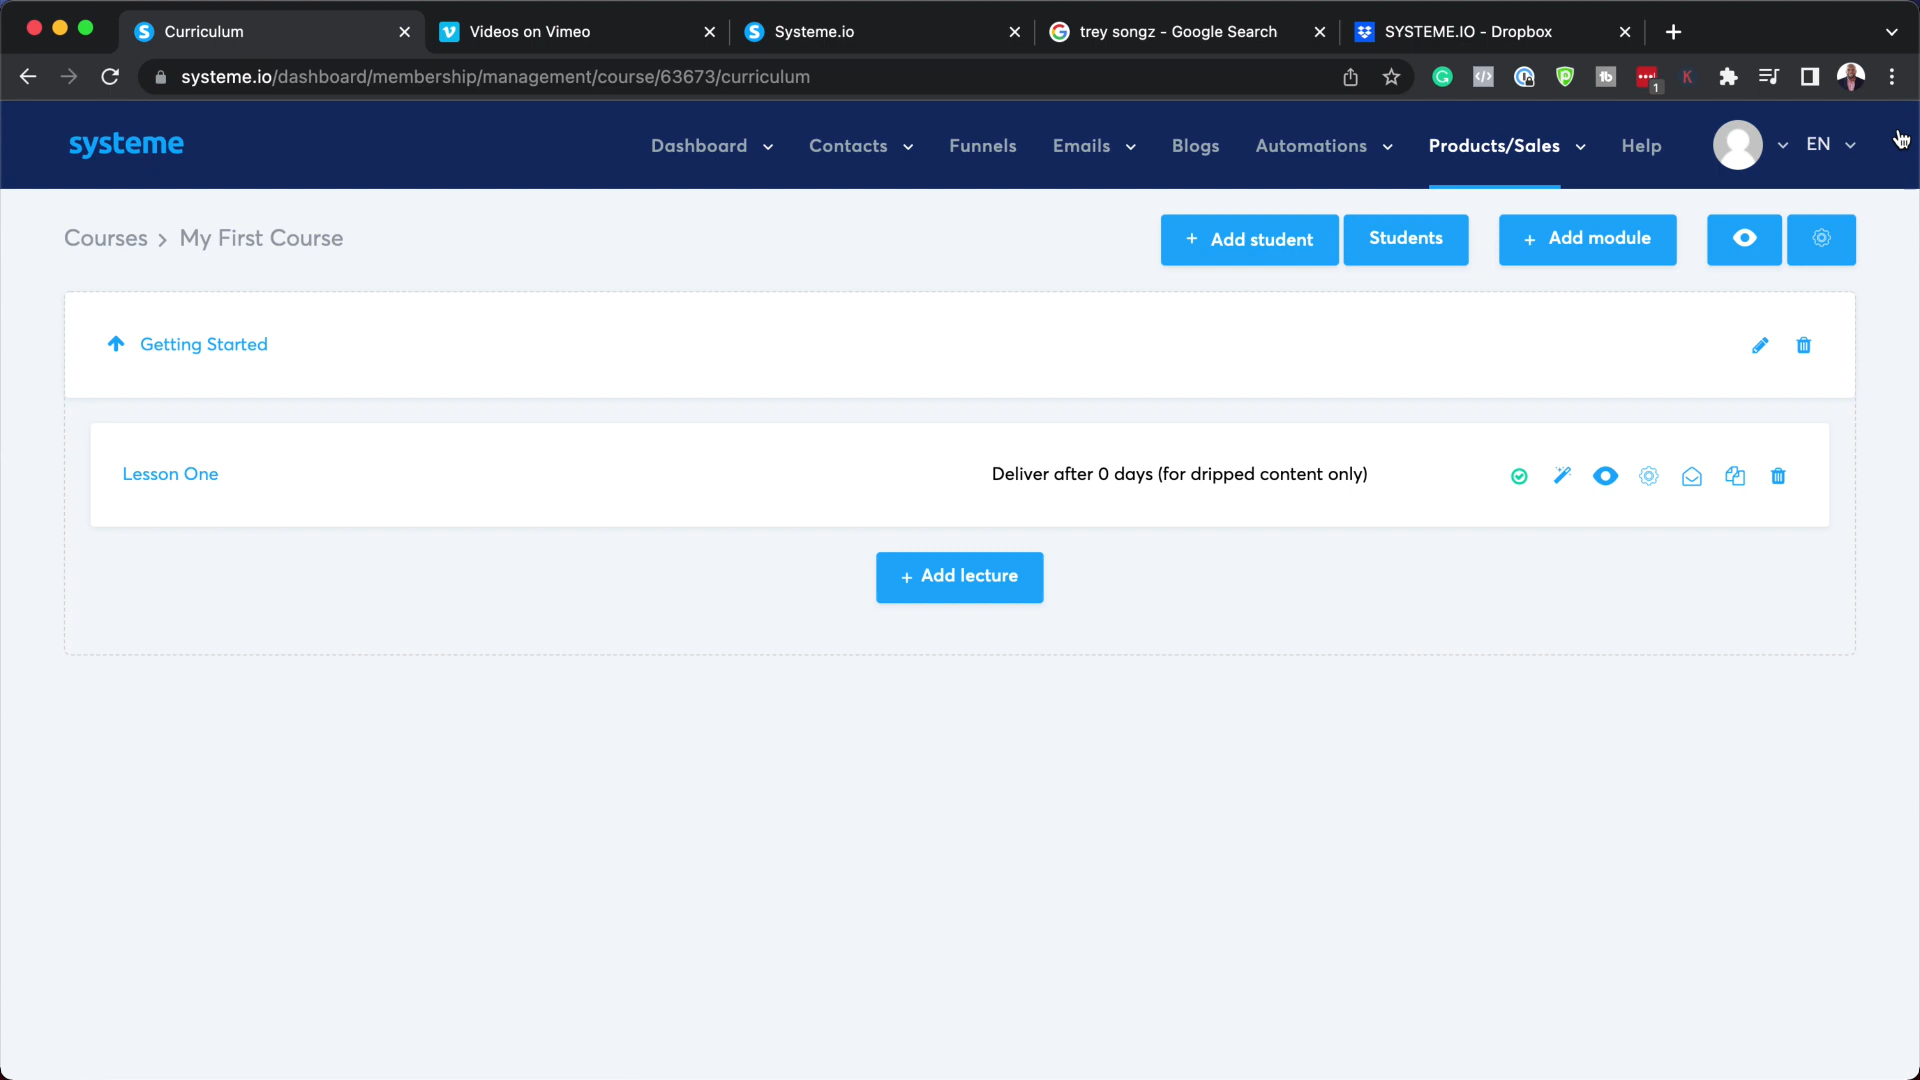 Curriculum
Videos on Vimeo
Systeme.io
trey songz - Google Search
SYSTEME.IO - Dropbox
systeme.io/dashboard/membership/management/course/63673/curriculum
1
systeme
Dashboard
Contacts
Funnels
Emails
Blogs
Automations
Products/Sales
Help
EN
Courses > My First Course
+ Add student
Students
+ Add module
Getting Started
Lesson One
Deliver after 0 days (for dripped content only)
+ Add lecture